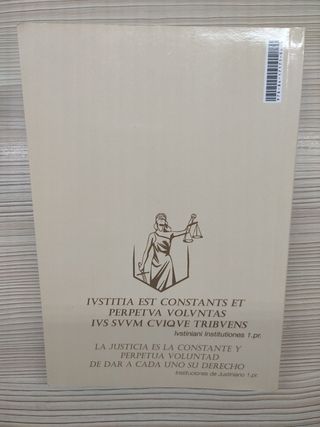 IVSTITIA EST CONSTANTS ET
PERPETVA VOLVNTAS
IVS SVVM CVIQVE TRIBVENS
Ivstiniani Institutiones 1.pr.
LA JUSTICIA ES LA CONSTANTE Y
PERPETUA VOLUNTAD
DE DAR A CADA UNO SU DERECHO
Instituciones de Justiniano 1.pr.